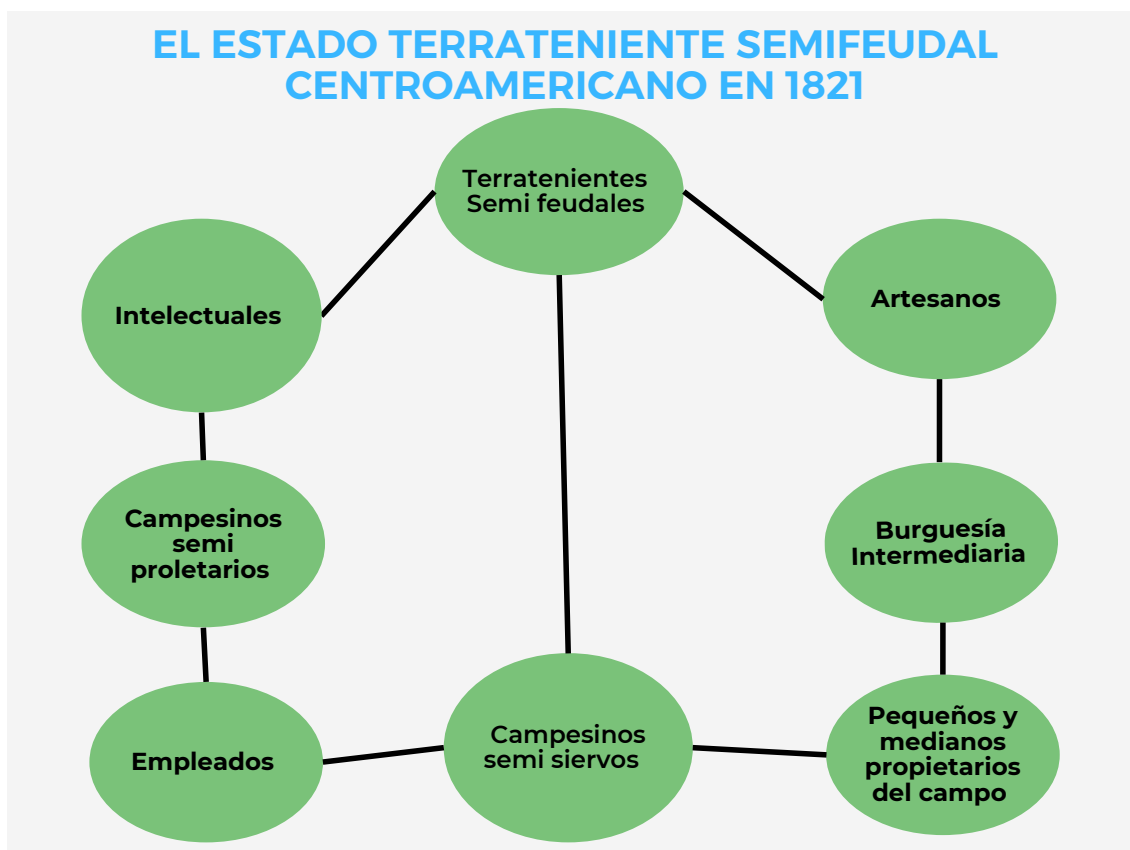 EL ESTADO TERRATENIENTE SEMIFEUDAL
CENTROAMERICANO EN 1821
Terratenientes
Semi feudales
Intelectuales
Artesanos
Campesinos
semi
proletarios
Burguesía
Intermediaria
Empleados
Campesinos
semi siervos
Pequeños y
medianos
propietarios
del campo